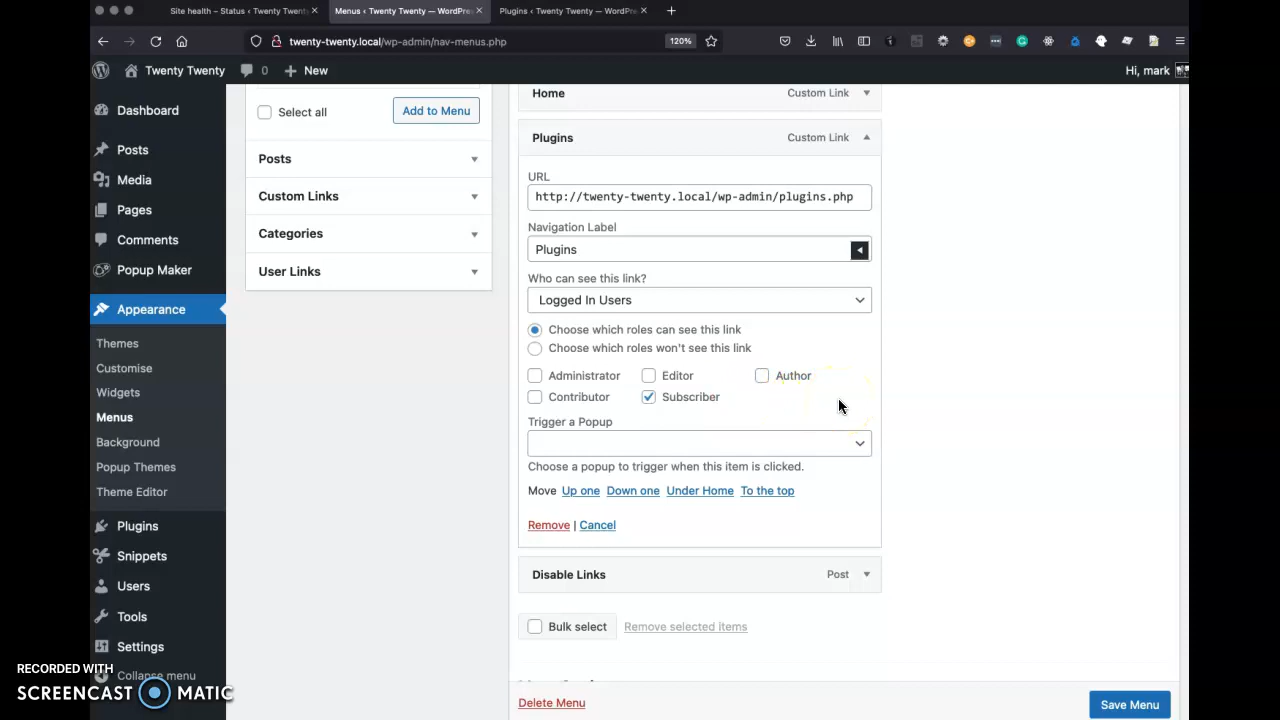 Site health – Status ‹ Twenty Twent
Menus ‹ Twenty Twenty — WordPre
Plugins ‹ Twenty Twenty — WordPr
twenty-twenty.local/wp-admin/nav-menus.php
120%
Twenty Twenty
0
New
Hi, mark
Dashboard
Posts
Media
Pages
Comments
Popup Maker
Appearance
Themes
Customise
Widgets
Menus
Background
Popup Themes
Theme Editor
Plugins
Snippets
Users
Tools
Settings
Collapse menu
Select all
Add to Menu
Posts
Custom Links
Categories
User Links
Home
Custom Link
Plugins
Custom Link
URL
http://twenty-twenty.local/wp-admin/plugins.php
Navigation Label
Plugins
Who can see this link?
Logged In Users
Choose which roles can see this link
Choose which roles won't see this link
Administrator
Editor
Author
Contributor
Subscriber
Trigger a Popup
Choose a popup to trigger when this item is clicked.
Move Up one Down one Under Home To the top
Remove | Cancel
Disable Links
Post
Bulk select
Remove selected items
Delete Menu
Save Menu
RECORDED WITH
SCREENCAST MATIC